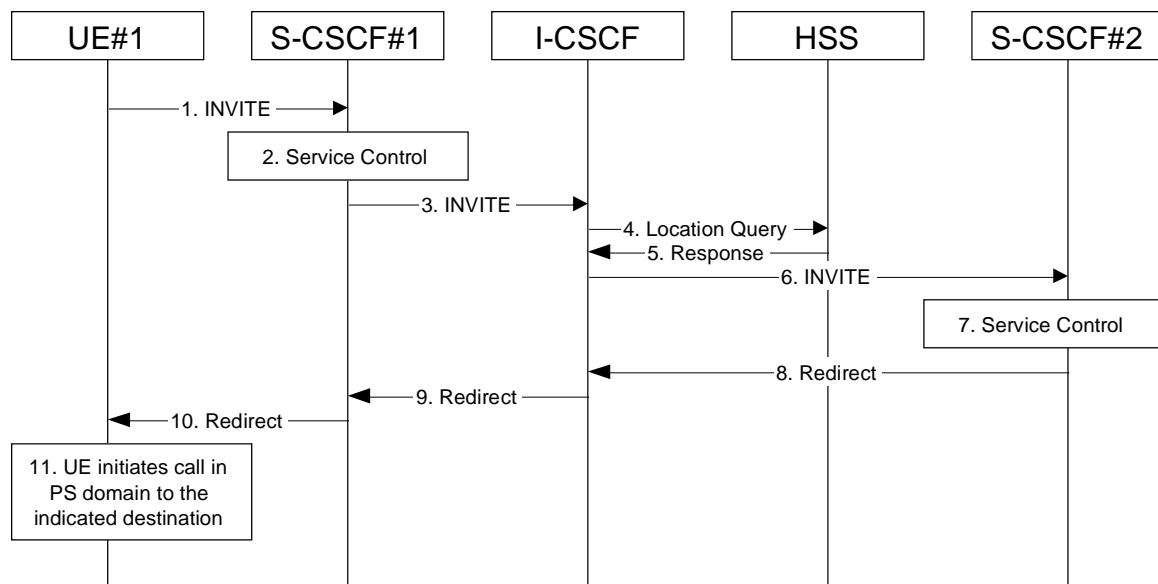 UE#1
S-CSCF#1
I-CSCF
HSS
S-CSCF#2
1. INVITE
2. Service Control
3. INVITE
4. Location Query
5. Response
6. INVITE
7. Service Control
8. Redirect
9. Redirect
10. Redirect
11. UE initiates call in
PS domain to the
indicated destination